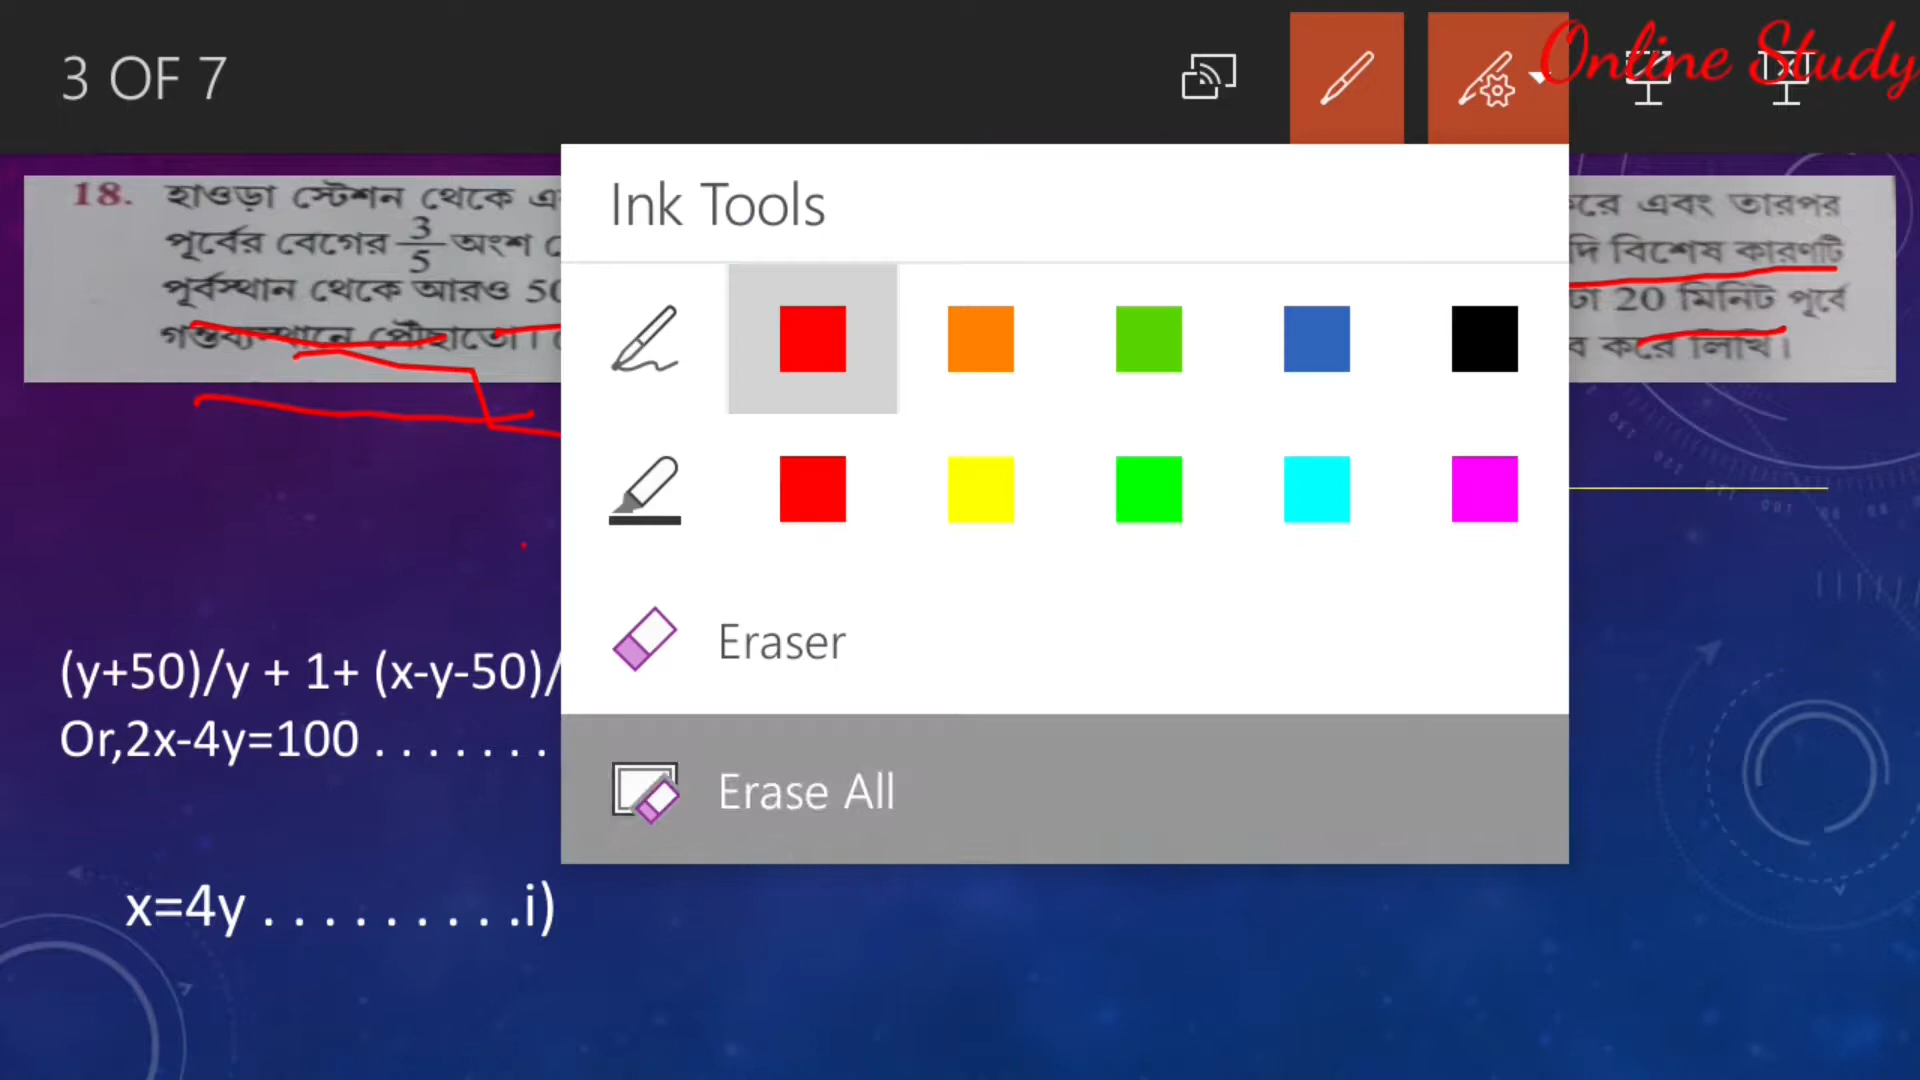 3 OF 7
Online Study
Ink Tools
18. হাওড়া স্টেশন থেকে
করে এবং তারপর
পূর্বের বেগের 3/5 অংশ
বিশেষ কারণটি
পূর্বস্থান থেকে আরও 50
20 মিনিট পূর্বে
গন্তব্যস্থানে পৌঁছাতো।
করে লিখি।
(y+50)/y + 1+ (x-y-50)/
Or,2x-4y=100 . . . . . . .
x=4y . . . . . . . . .i)
Eraser
Erase All